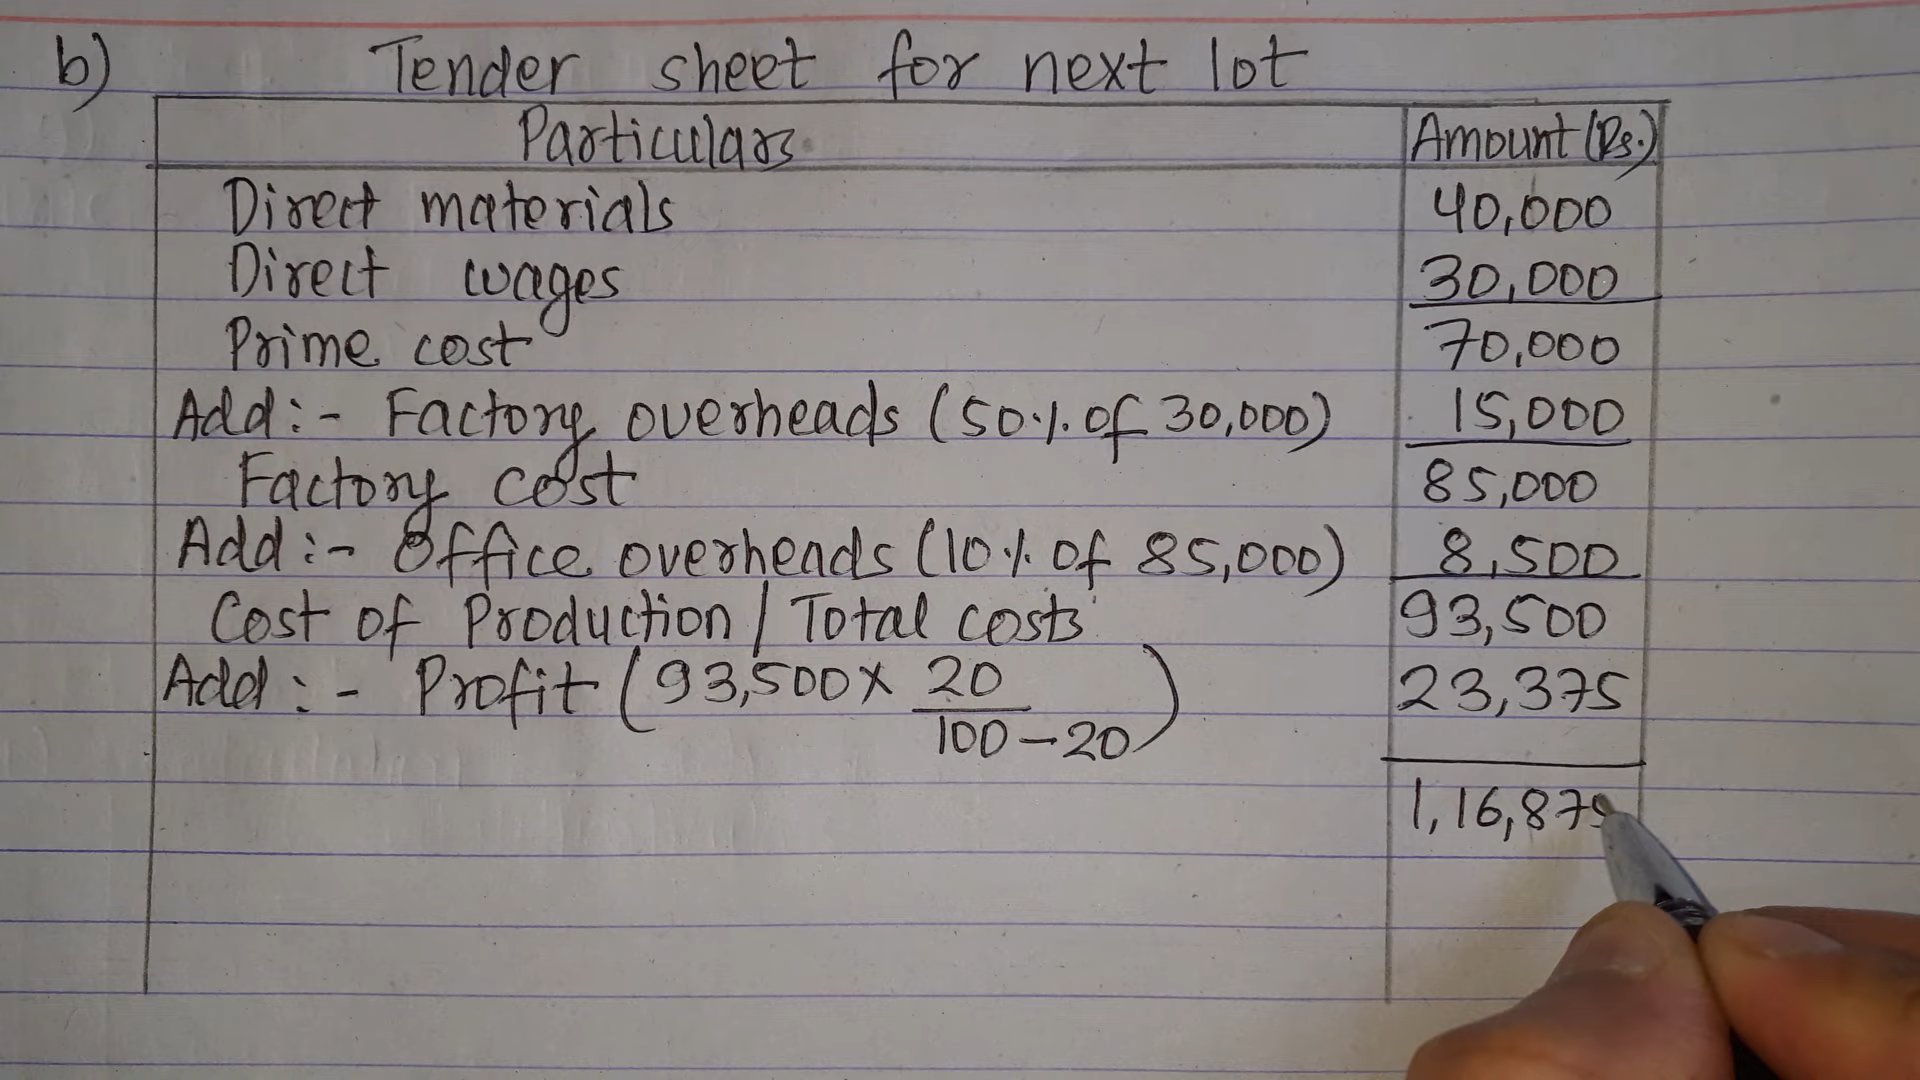 b) Tender sheet for next lot
Particulars Amount (Rs.)
Direct materials 40,000
Direct wages 30,000
Prime cost 70,000
Add:- Factory overheads (50% of 30,000) 15,000
Factory cost 85,000
Add:- Office overheads (10% of 85,000) 8,500
Cost of Production / Total costs 93,500
Add:- Profit (93,500 × 20 / 100 - 20) 23,375
1,16,875